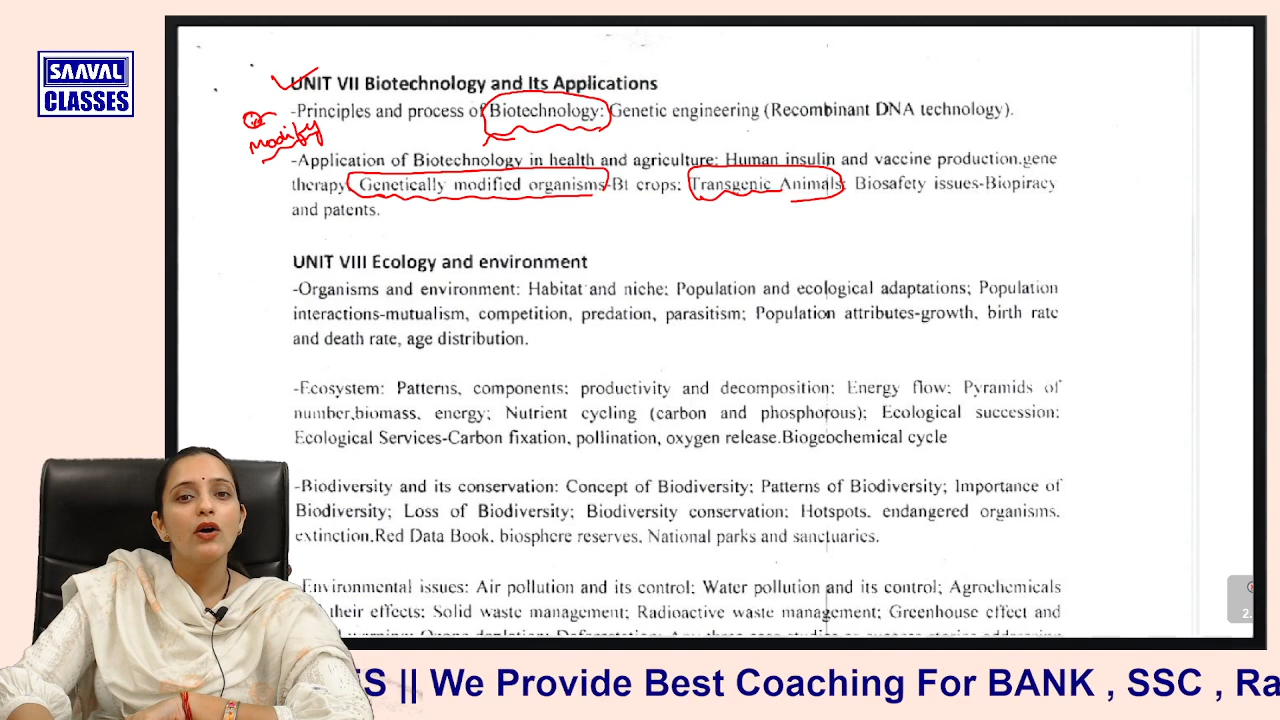 SAAVAL
CLASSES
UNIT VII Biotechnology and Its Applications
-Principles and process of Biotechnology: Genetic engineering (Recombinant DNA technology).
modify
-Application of Biotechnology in health and agriculture: Human insulin and vaccine production.gene
therapy Genetically modified organisms-Bt crops; Transgenic Animals; Biosafety issues-Biopiracy
and patents.
UNIT VIII Ecology and environment
-Organisms and environment: Habitat and niche; Population and ecological adaptations; Population
interactions-mutualism, competition, predation, parasitism; Population attributes-growth, birth rate
and death rate, age distribution.
-Ecosystem: Patterns, components; productivity and decomposition; Energy flow; Pyramids of
number,biomass, energy; Nutrient cycling (carbon and phosphorous); Ecological succession;
Ecological Services-Carbon fixation, pollination, oxygen release.Biogeochemical cycle
-Biodiversity and its conservation: Concept of Biodiversity; Patterns of Biodiversity; Importance of
Biodiversity; Loss of Biodiversity; Biodiversity conservation; Hotspots, endangered organisms,
extinction.Red Data Book, biosphere reserves, National parks and sanctuaries.
-Environmental issues: Air pollution and its control; Water pollution and its control; Agrochemicals
their effects; Solid waste management; Radioactive waste management; Greenhouse effect and
2.
ES || We Provide Best Coaching For BANK , SSC , Ra